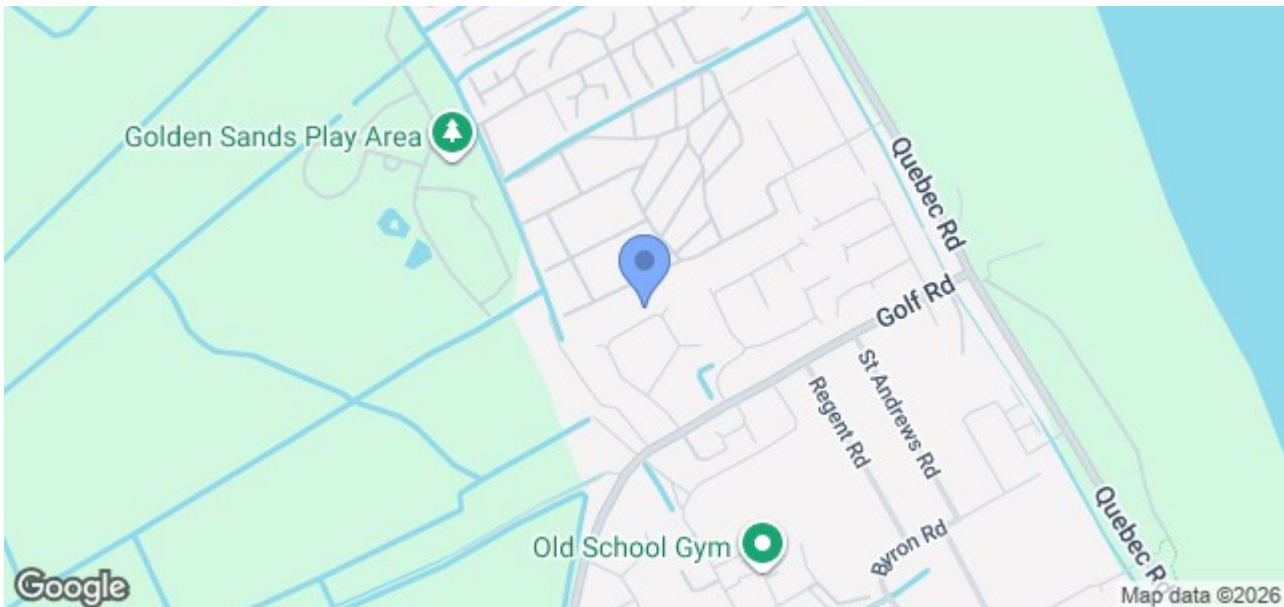 Golden Sands Play Area
Quebec Rd
Golf Rd
St Andrews Rd
Regent Rd
Quebec Rd
Byron Rd
Old School Gym
Google
Map data ©2026